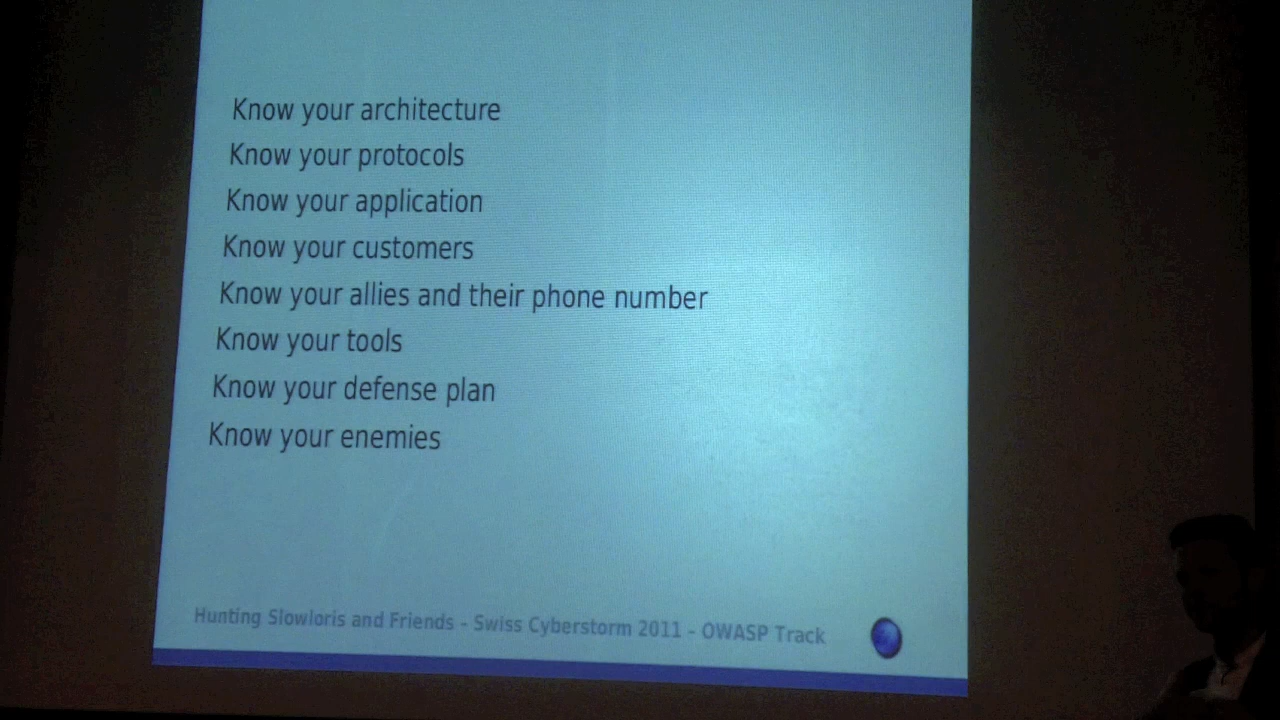 Know your architecture
Know your protocols
Know your application
Know your customers
Know your allies and their phone number
Know your tools
Know your defense plan
Know your enemies
Hunting Slowloris and Friends - Swiss Cyberstorm 2011 - OWASP Track